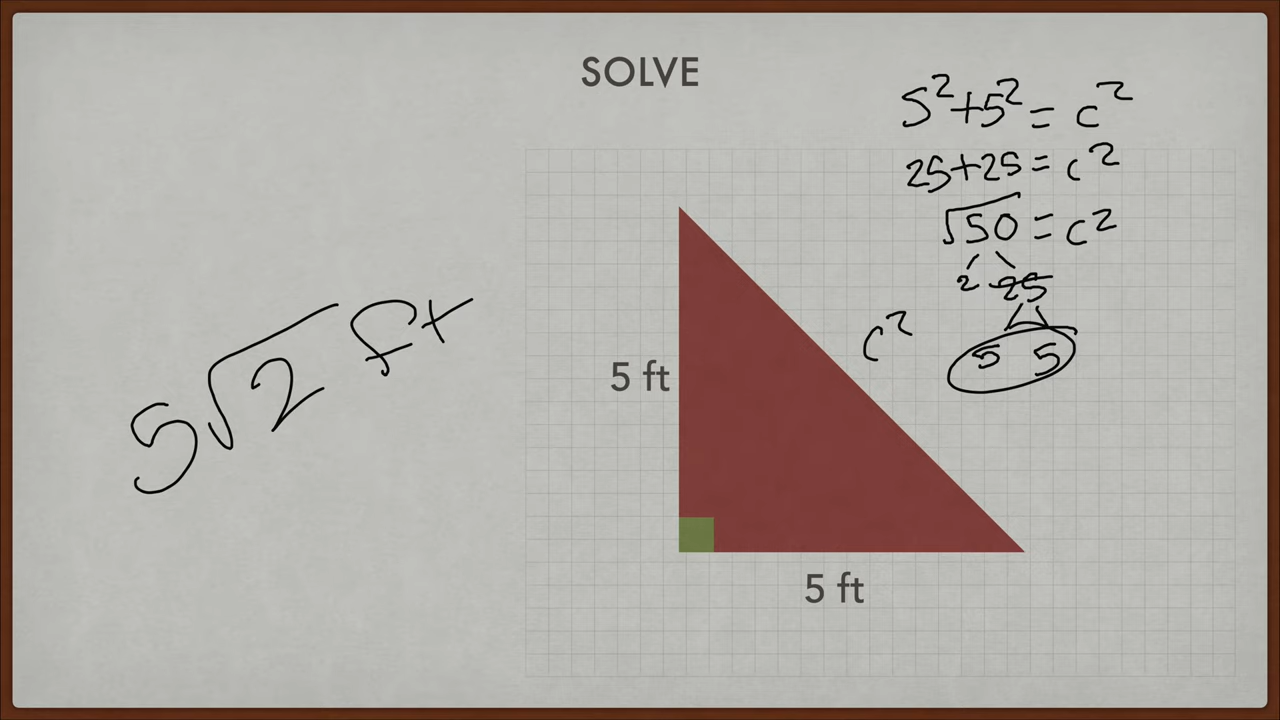 SOLVE
5²+5² = c²
25+25 = c²
√50 = c²
2 25
5 5
c²
5√2 ft
5 ft
5 ft